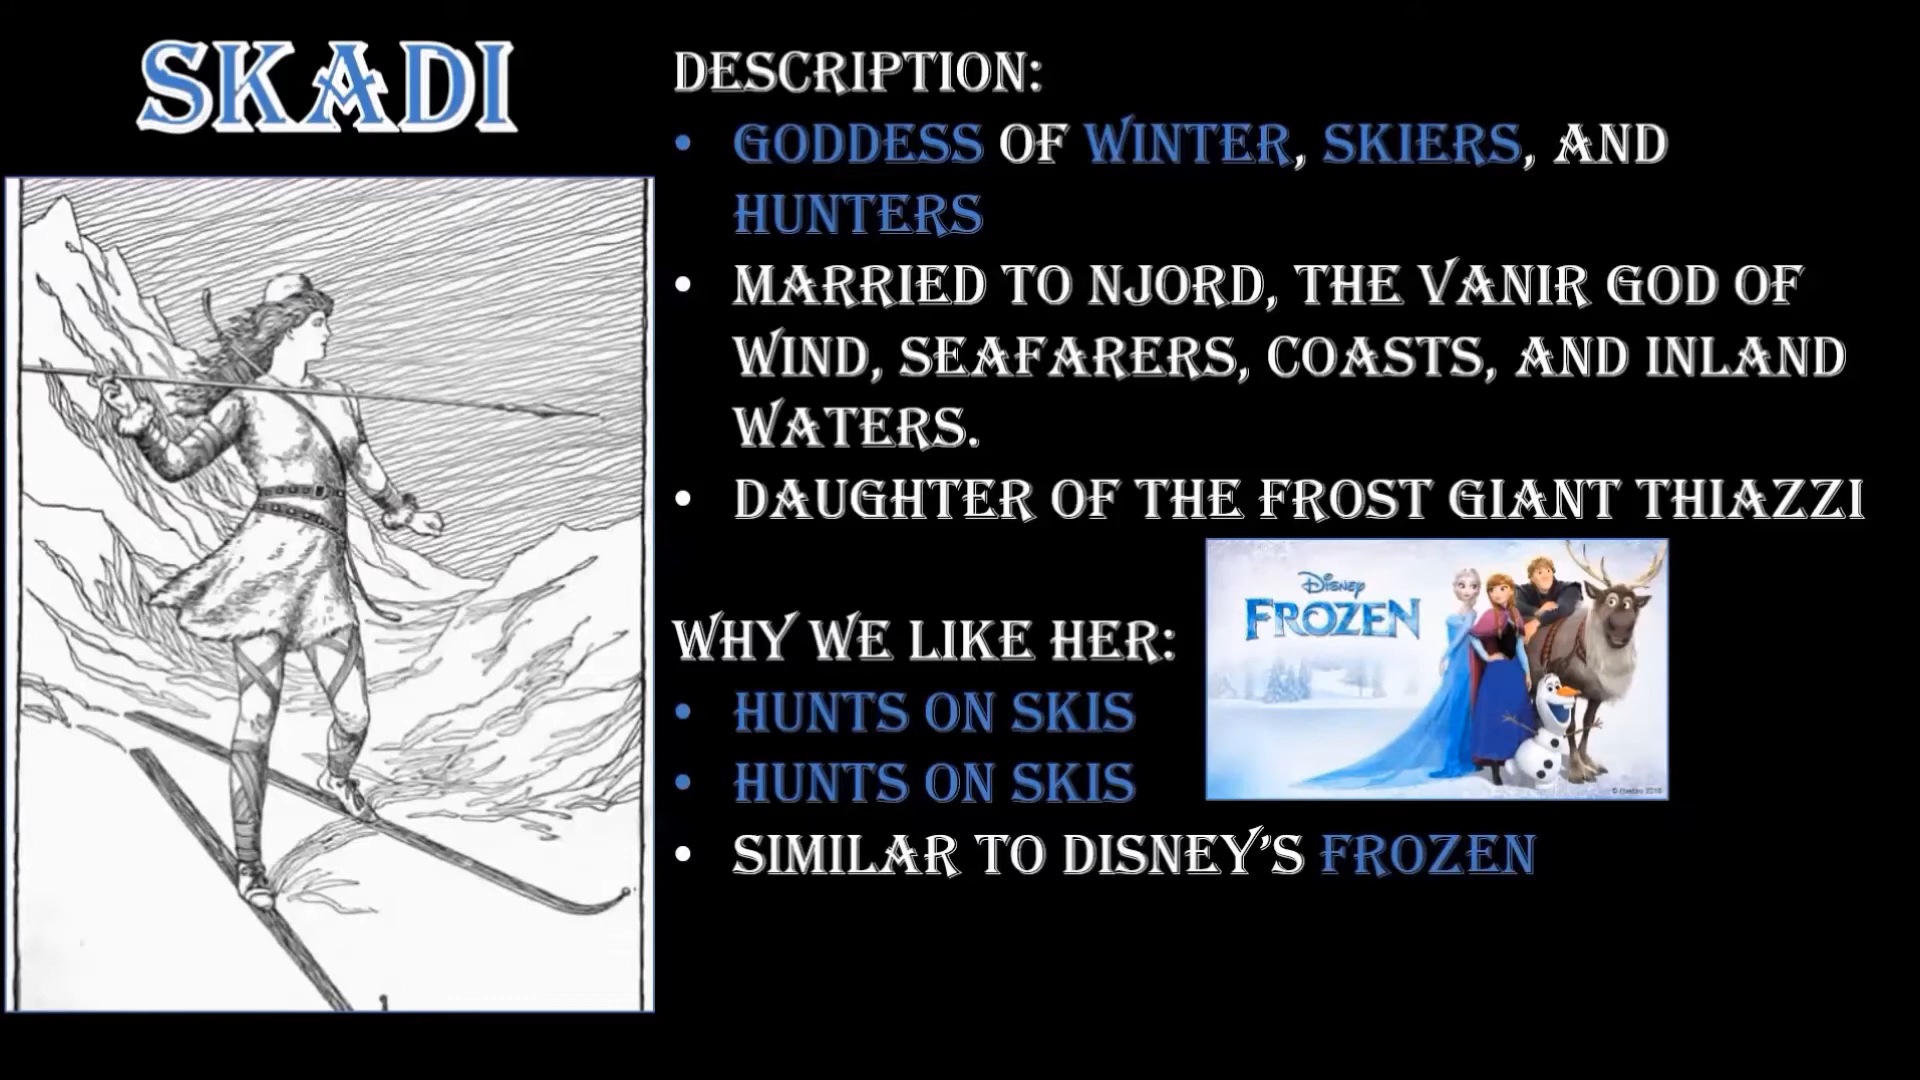 SKADI
DESCRIPTION:
• GODDESS OF WINTER, SKIERS, AND
HUNTERS
• MARRIED TO NJORD, THE VANIR GOD OF
WIND, SEAFARERS, COASTS, AND INLAND
WATERS.
• DAUGHTER OF THE FROST GIANT THIAZZI
WHY WE LIKE HER:
• HUNTS ON SKIS
• HUNTS ON SKIS
• SIMILAR TO DISNEY'S FROZEN
Disney
FROZEN
© Hasbro 2018